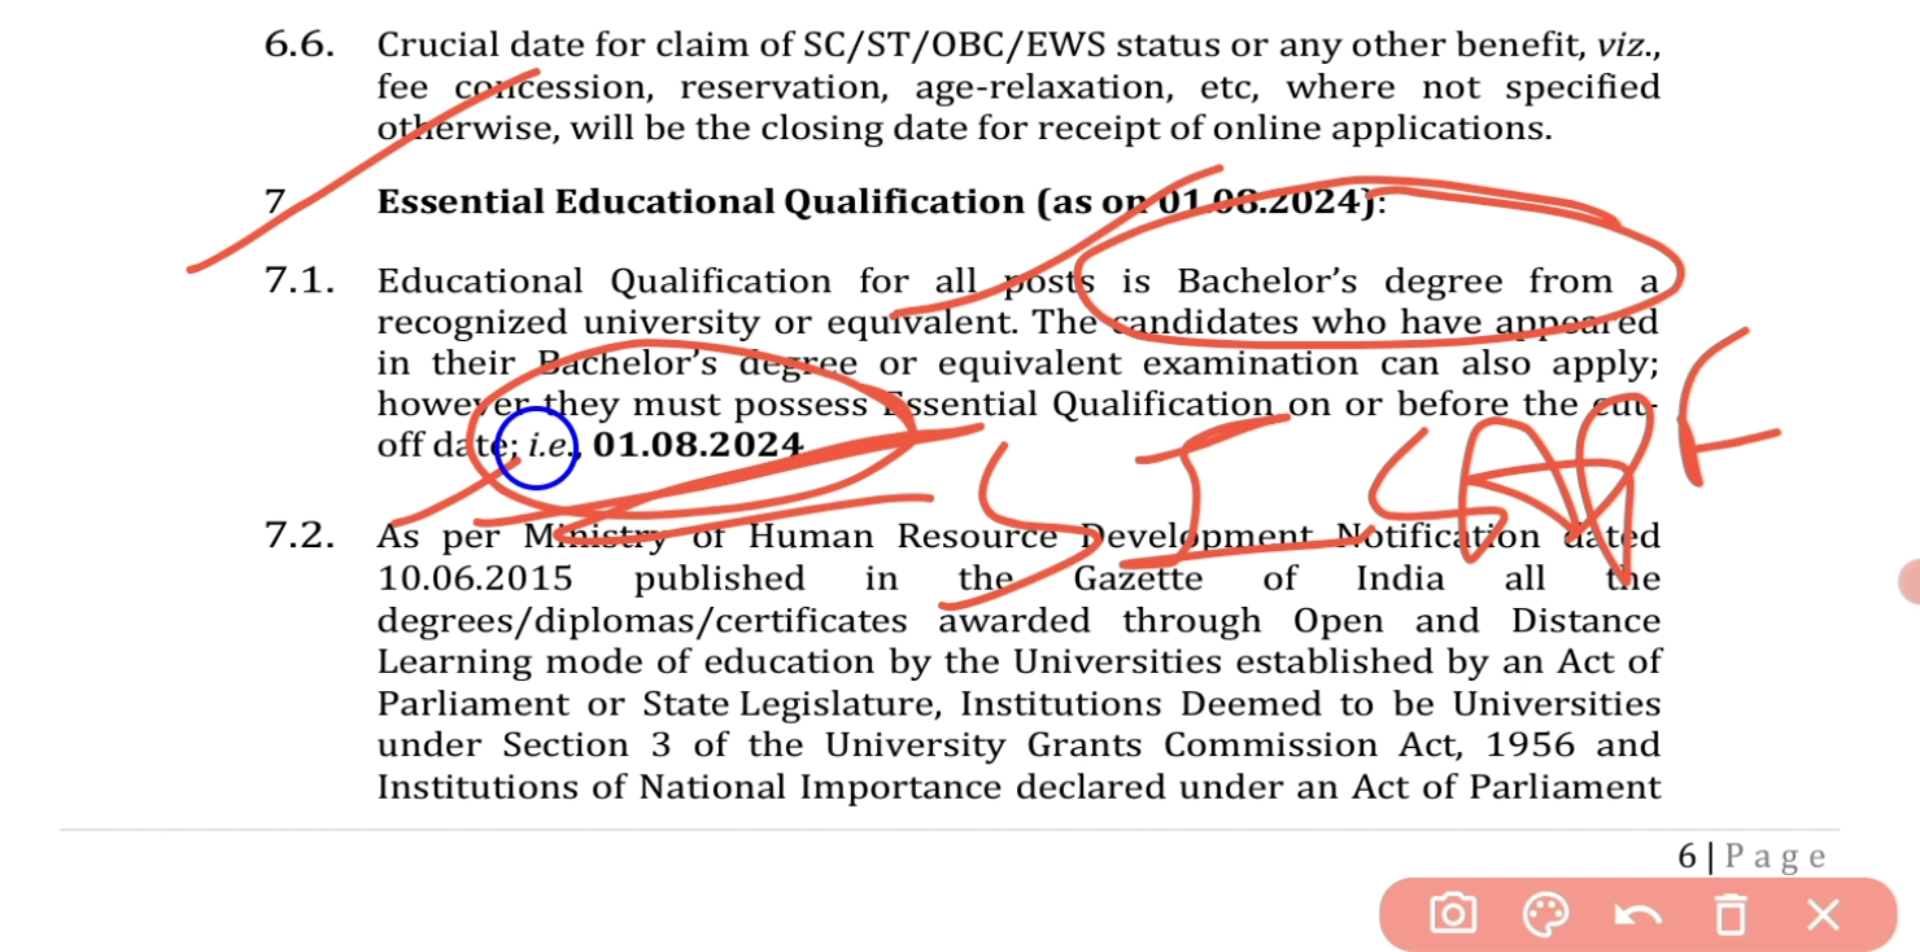 6.6. Crucial date for claim of SC/ST/OBC/EWS status or any other benefit, viz.,
fee concession, reservation, age-relaxation, etc, where not specified
otherwise, will be the closing date for receipt of online applications.
7 Essential Educational Qualification (as on 01.08.2024):
7.1. Educational Qualification for all posts is Bachelor’s degree from a
recognized university or equivalent. The candidates who have appeared
in their Bachelor’s degree or equivalent examination can also apply;
however they must possess Essential Qualification on or before the cut-
off date; i.e., 01.08.2024
SI CAPF
7.2. As per Ministry of Human Resource Development Notification dated
10.06.2015 published in the Gazette of India all the
degrees/diplomas/certificates awarded through Open and Distance
Learning mode of education by the Universities established by an Act of
Parliament or State Legislature, Institutions Deemed to be Universities
under Section 3 of the University Grants Commission Act, 1956 and
Institutions of National Importance declared under an Act of Parliament
6 | P a g e